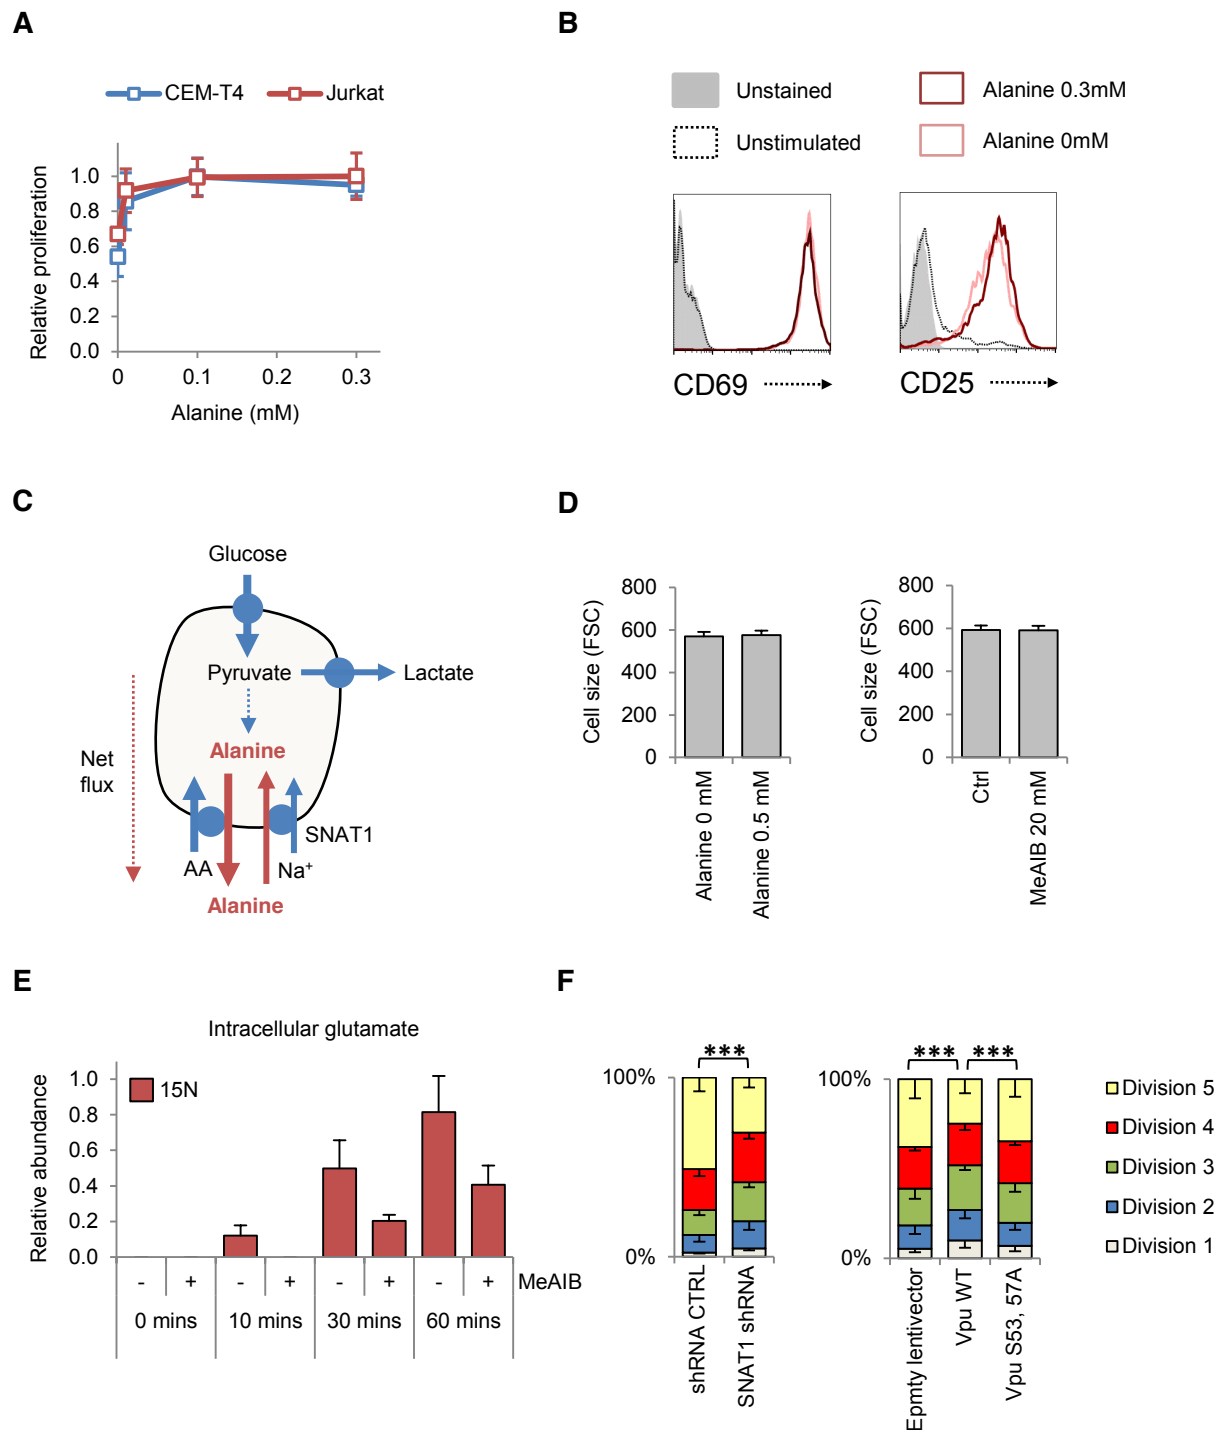 A
CEM-T4 Jurkat
Relative proliferation
1.0
0.8
0.6
0.4
0.2
0.0
0 0.1 0.2 0.3
Alanine (mM)
B
Unstained Alanine 0.3mM
Unstimulated Alanine 0mM
CD69 CD25
C
Glucose
Pyruvate Lactate
Alanine
Net
flux
SNAT1
AA Na+
Alanine
D
Cell size (FSC)
800
600
400
200
0
Alanine 0 mM
Alanine 0.5 mM
Cell size (FSC)
800
600
400
200
0
Ctrl
MeAIB 20 mM
E
Intracellular glutamate
15N
Relative abundance
1.0
0.8
0.6
0.4
0.2
0.0
- + - + - + - + MeAIB
0 mins 10 mins 30 mins 60 mins
F
***
100%
0%
shRNA CTRL
SNAT1 shRNA
*** ***
100%
0%
Epmty lentivector
Vpu WT
Vpu S53, 57A
Division 5
Division 4
Division 3
Division 2
Division 1